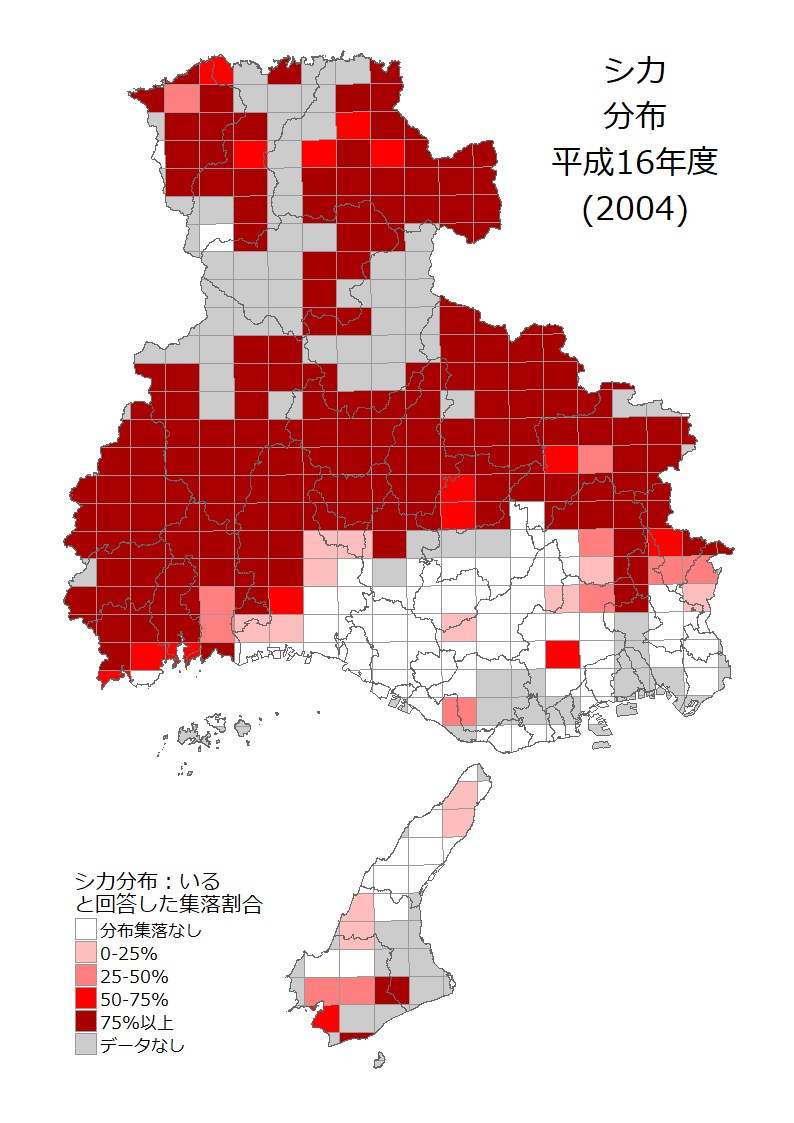 シカ
分布
平成16年度
(2004)
シカ分布：いる
と回答した集落割合
分布集落なし
0-25%
25-50%
50-75%
75%以上
データなし